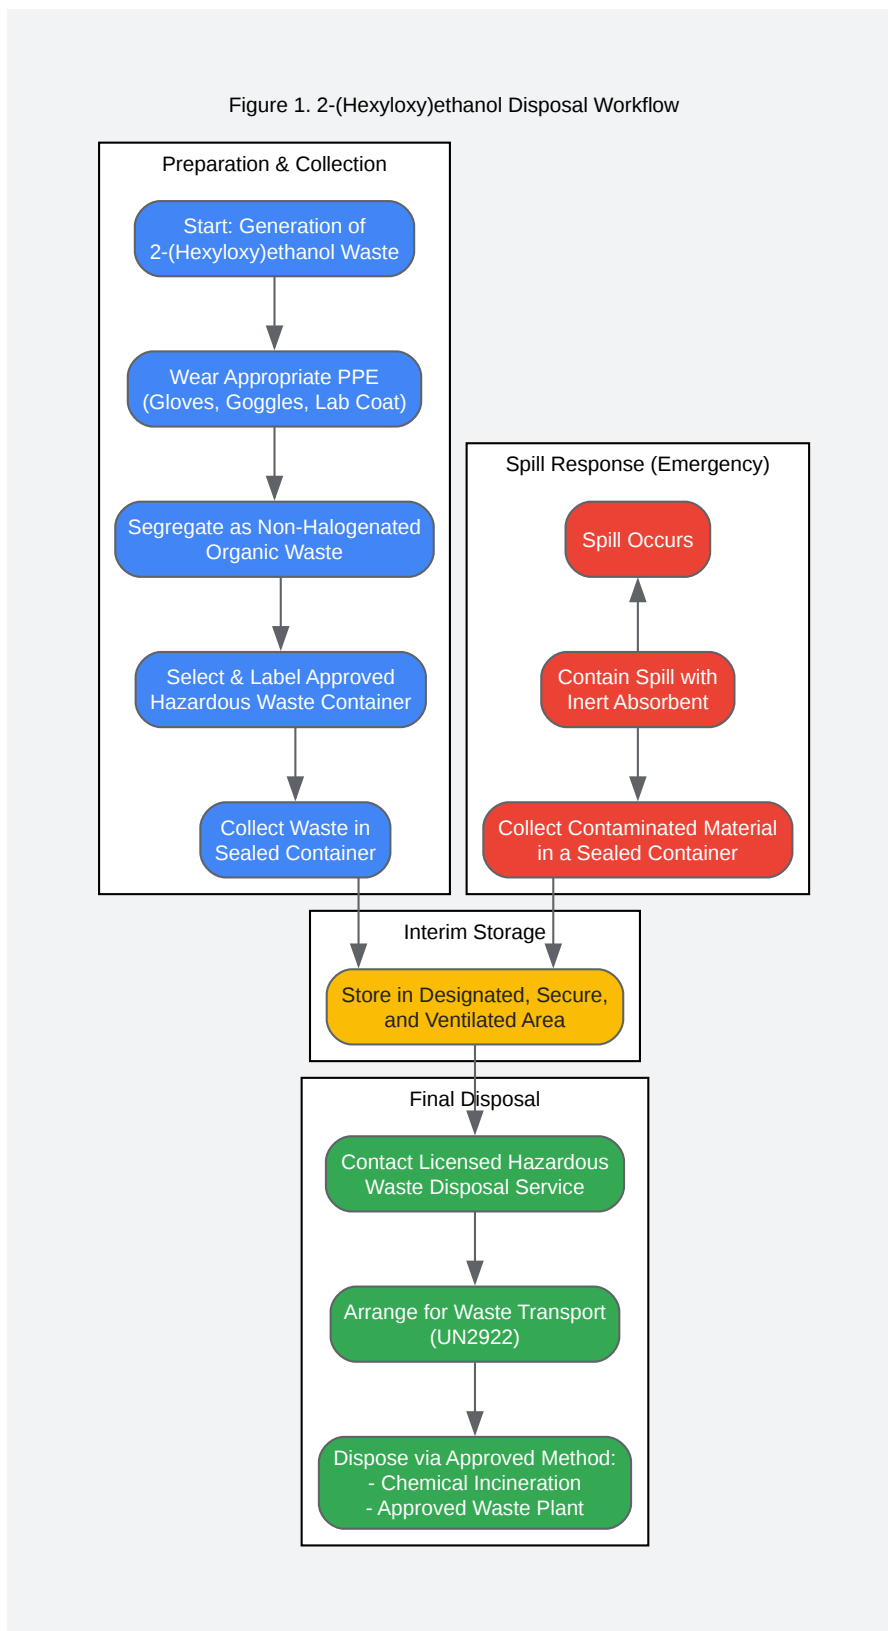 Figure 1. 2-(Hexyloxy)ethanol Disposal Workflow
Preparation & Collection
Start: Generation of
2-(Hexyloxy)ethanol Waste
Wear Appropriate PPE
(Gloves, Goggles, Lab Coat)
Segregate as Non-Halogenated
Organic Waste
Select & Label Approved
Hazardous Waste Container
Collect Waste in
Sealed Container
Spill Response (Emergency)
Spill Occurs
Contain Spill with
Inert Absorbent
Collect Contaminated Material
in a Sealed Container
Interim Storage
Store in Designated, Secure,
and Ventilated Area
Final Disposal
Contact Licensed Hazardous
Waste Disposal Service
Arrange for Waste Transport
(UN2922)
Dispose via Approved Method:
- Chemical Incineration
- Approved Waste Plant